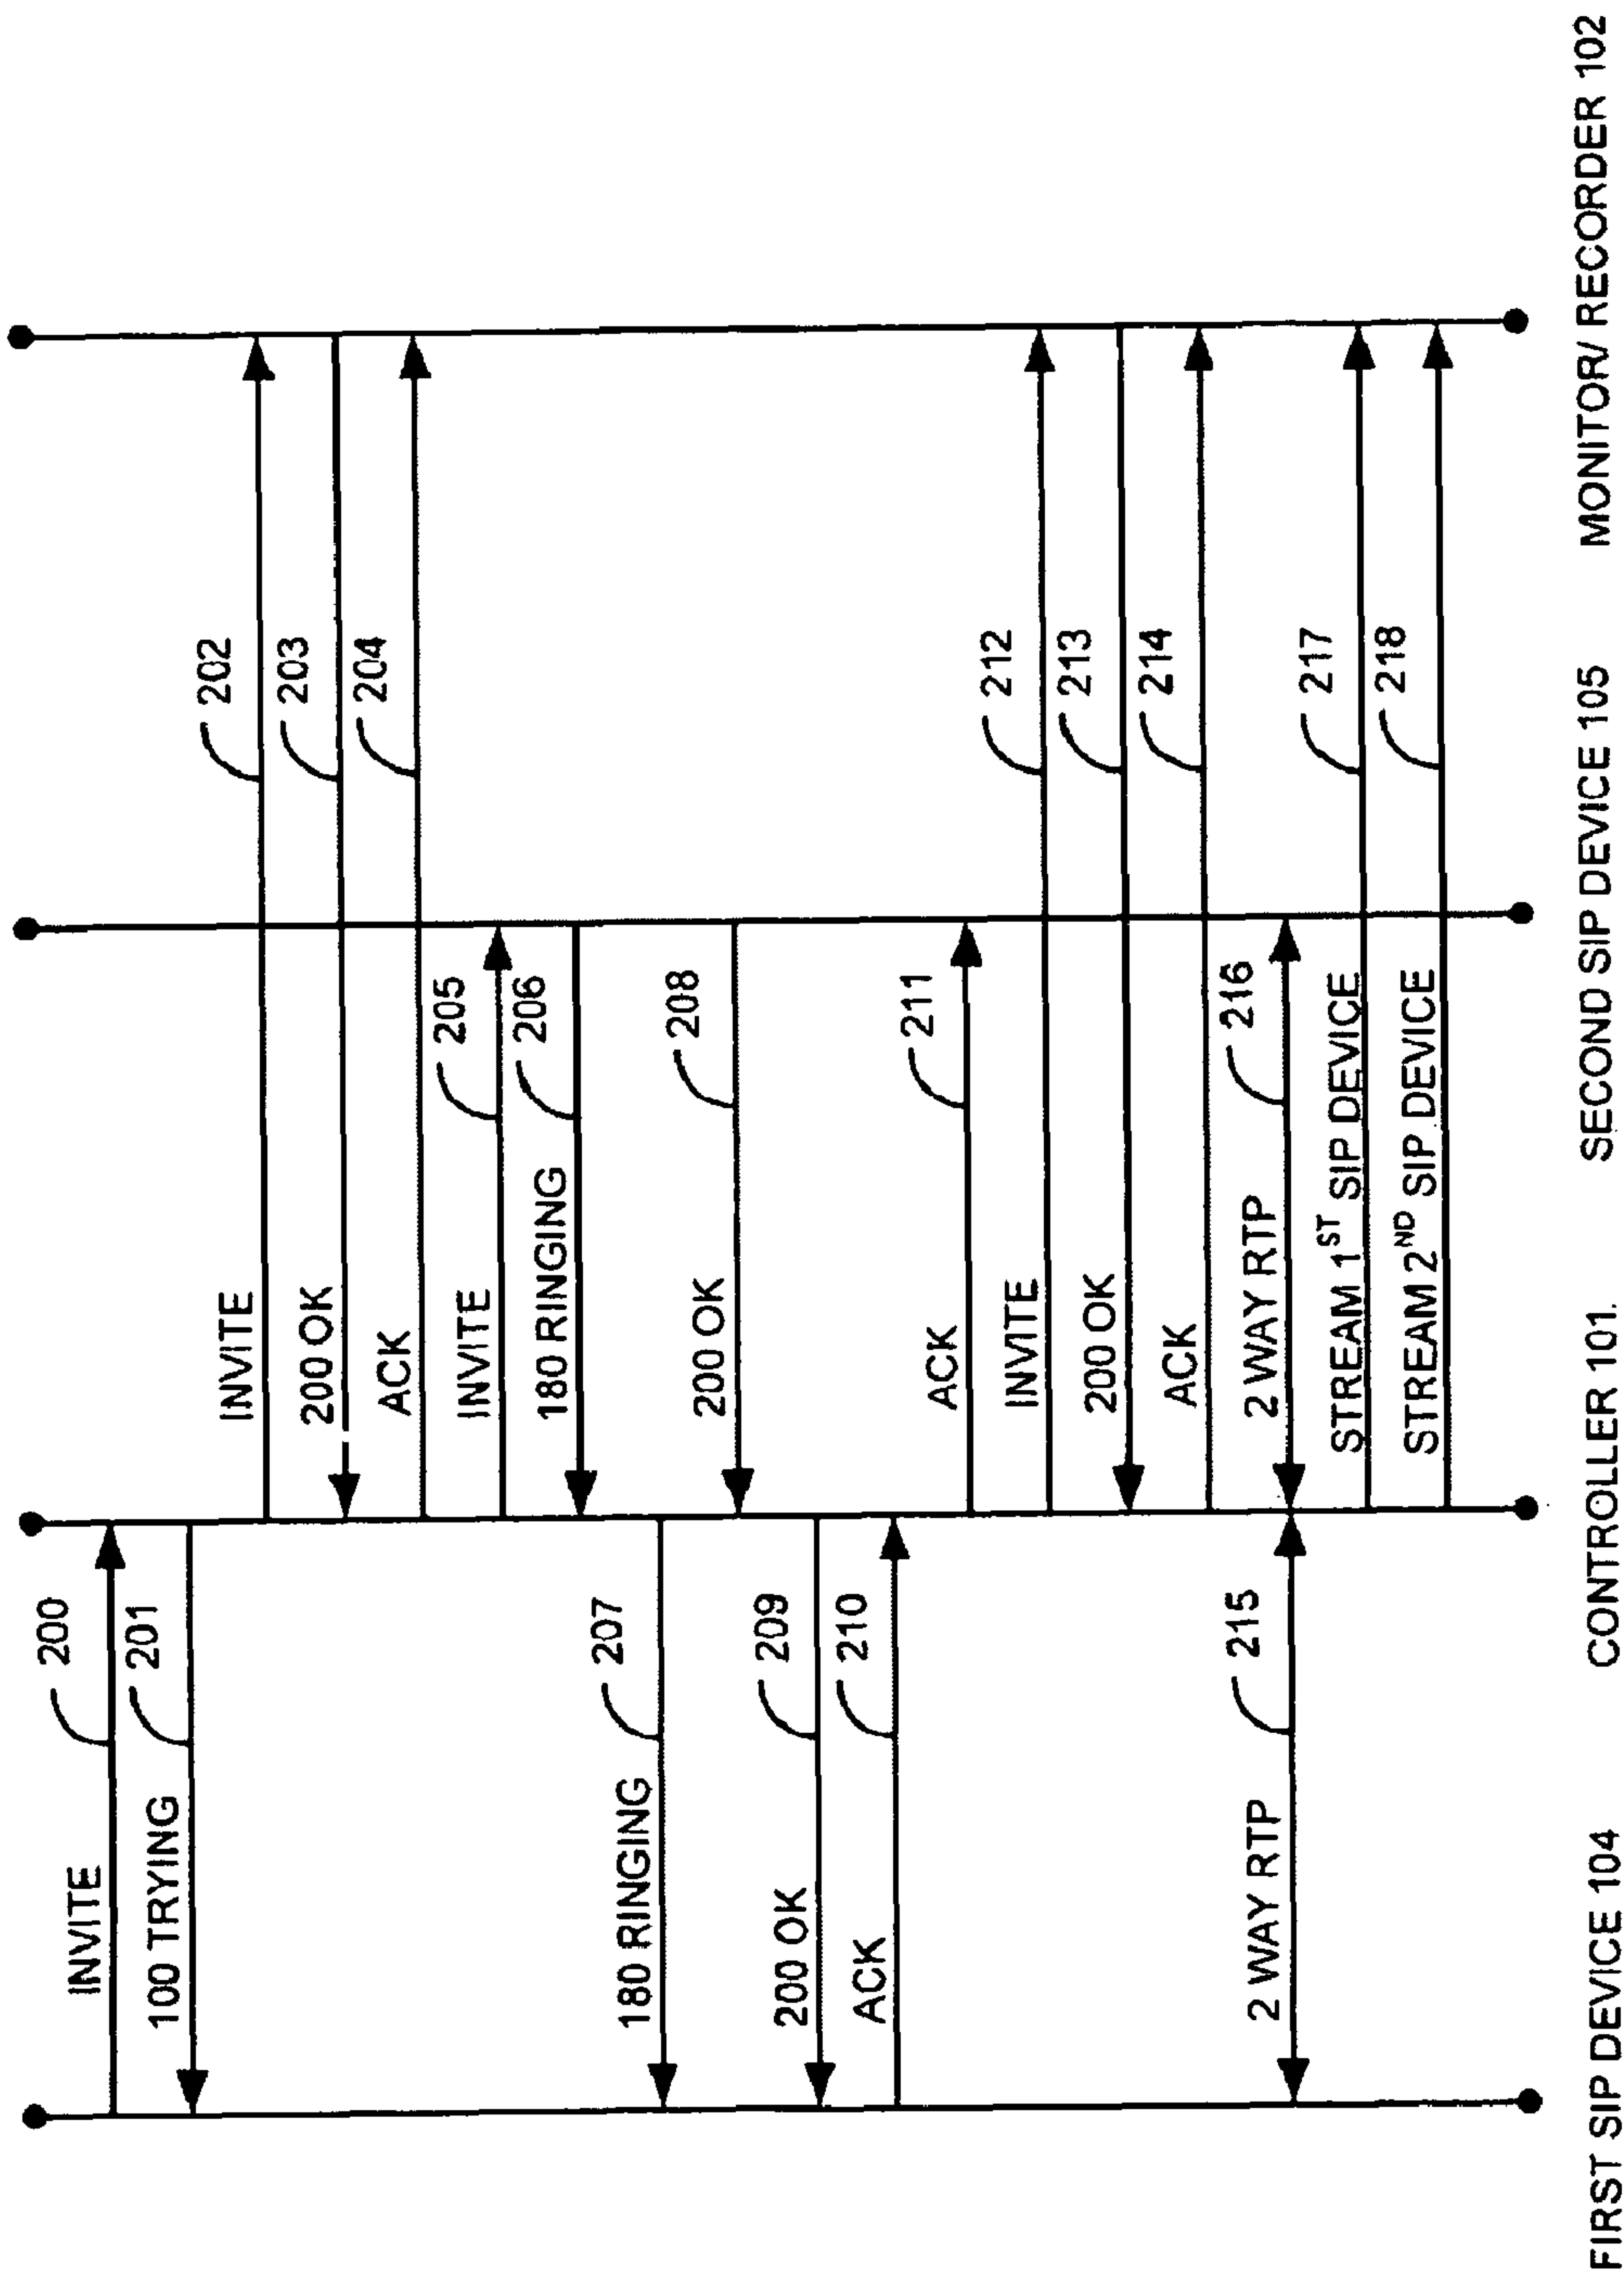 INVITE
200
100 TRYING
201
INVITE
202
200 OK
203
ACK
204
INVITE
205
180 RINGING
206
180 RINGING
207
200 OK
208
200 OK
209
ACK
210
ACK
211
INVITE
212
200 OK
213
ACK
214
2 WAY RTP
215
2 WAY RTP
216
STREAM 1ST SIP DEVICE
217
STREAM 2ND SIP DEVICE
218
FIRST SIP DEVICE 104
CONTROLLER 101.
SECOND SIP DEVICE 105
MONITOR/ RECORDER 102